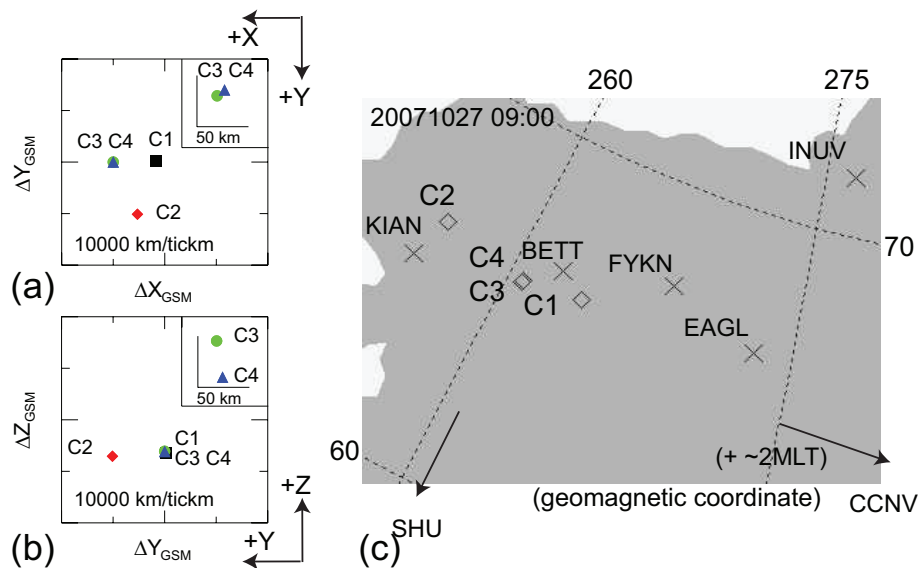 (a)
+X
+Y
C3 C4
50 km
C3 C4 C1
C2
10000 km/tickm
ΔY_GSM
ΔX_GSM
(b)
C3
C4
50 km
C2
C1
C3 C4
10000 km/tickm
ΔZ_GSM
ΔY_GSM
+Z
+Y
(c)
260
275
20071027 09:00
INUV
C2
KIAN
70
C4
BETT
FYKN
C3
C1
EAGL
60
(+ ~2MLT)
SHU
(geomagnetic coordinate)
CCNV